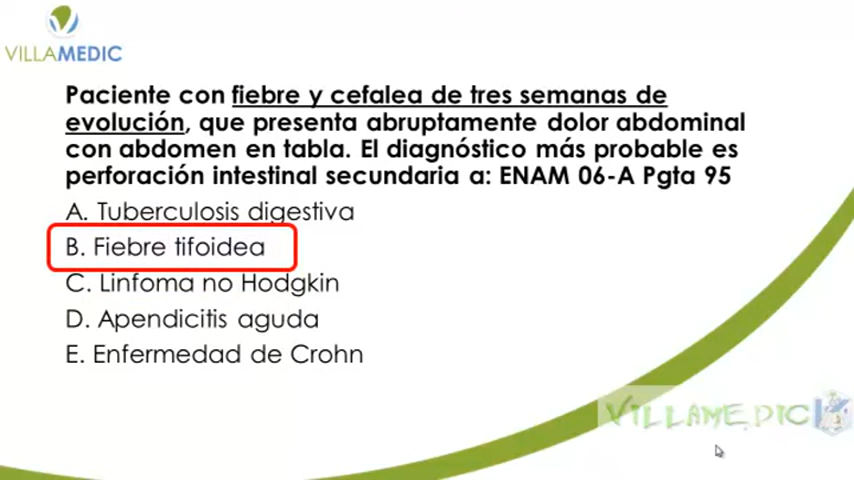 VILLAMEDIC
Paciente con fiebre y cefalea de tres semanas de
evolución, que presenta abruptamente dolor abdominal
con abdomen en tabla. El diagnóstico más probable es
perforación intestinal secundaria a: ENAM 06-A Pgta 95
A. Tuberculosis digestiva
B. Fiebre tifoidea
C. Linfoma no Hodgkin
D. Apendicitis aguda
E. Enfermedad de Crohn
VILLAMEDIC